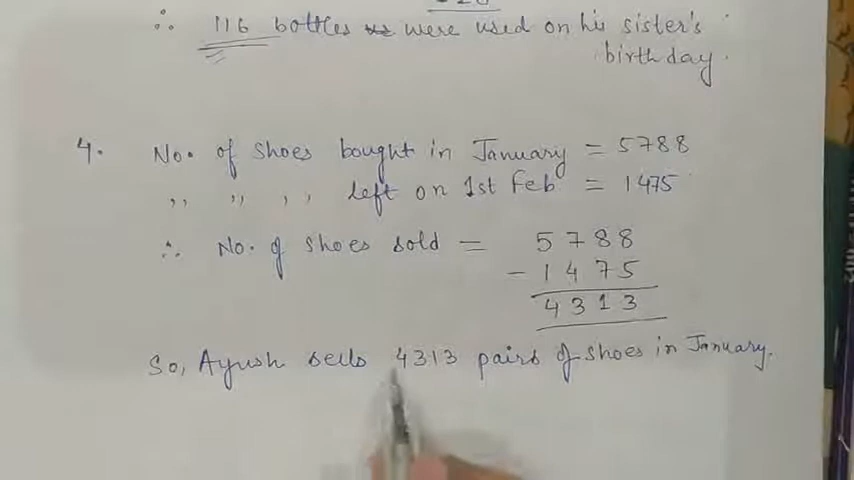 ∴ 116 bottles were used on his sister's
birthday.
4. No. of shoes bought in January = 5788
,, ,, ,, left on 1st Feb = 1475
∴ No. of shoes sold = 5788
- 1475
4313
So, Ayush sells 4313 pairs of shoes in January.